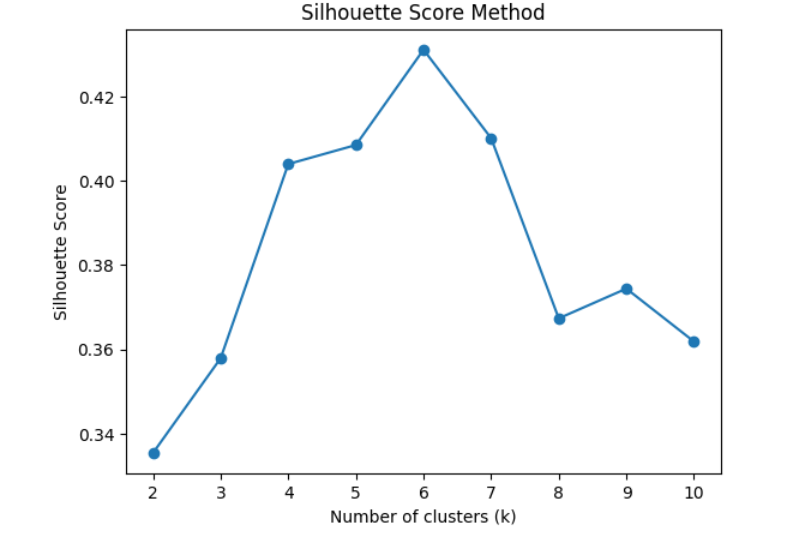 Silhouette Score Method
Silhouette Score
0.42
0.40
0.38
0.36
0.34
2 3 4 5 6 7 8 9 10
Number of clusters (k)